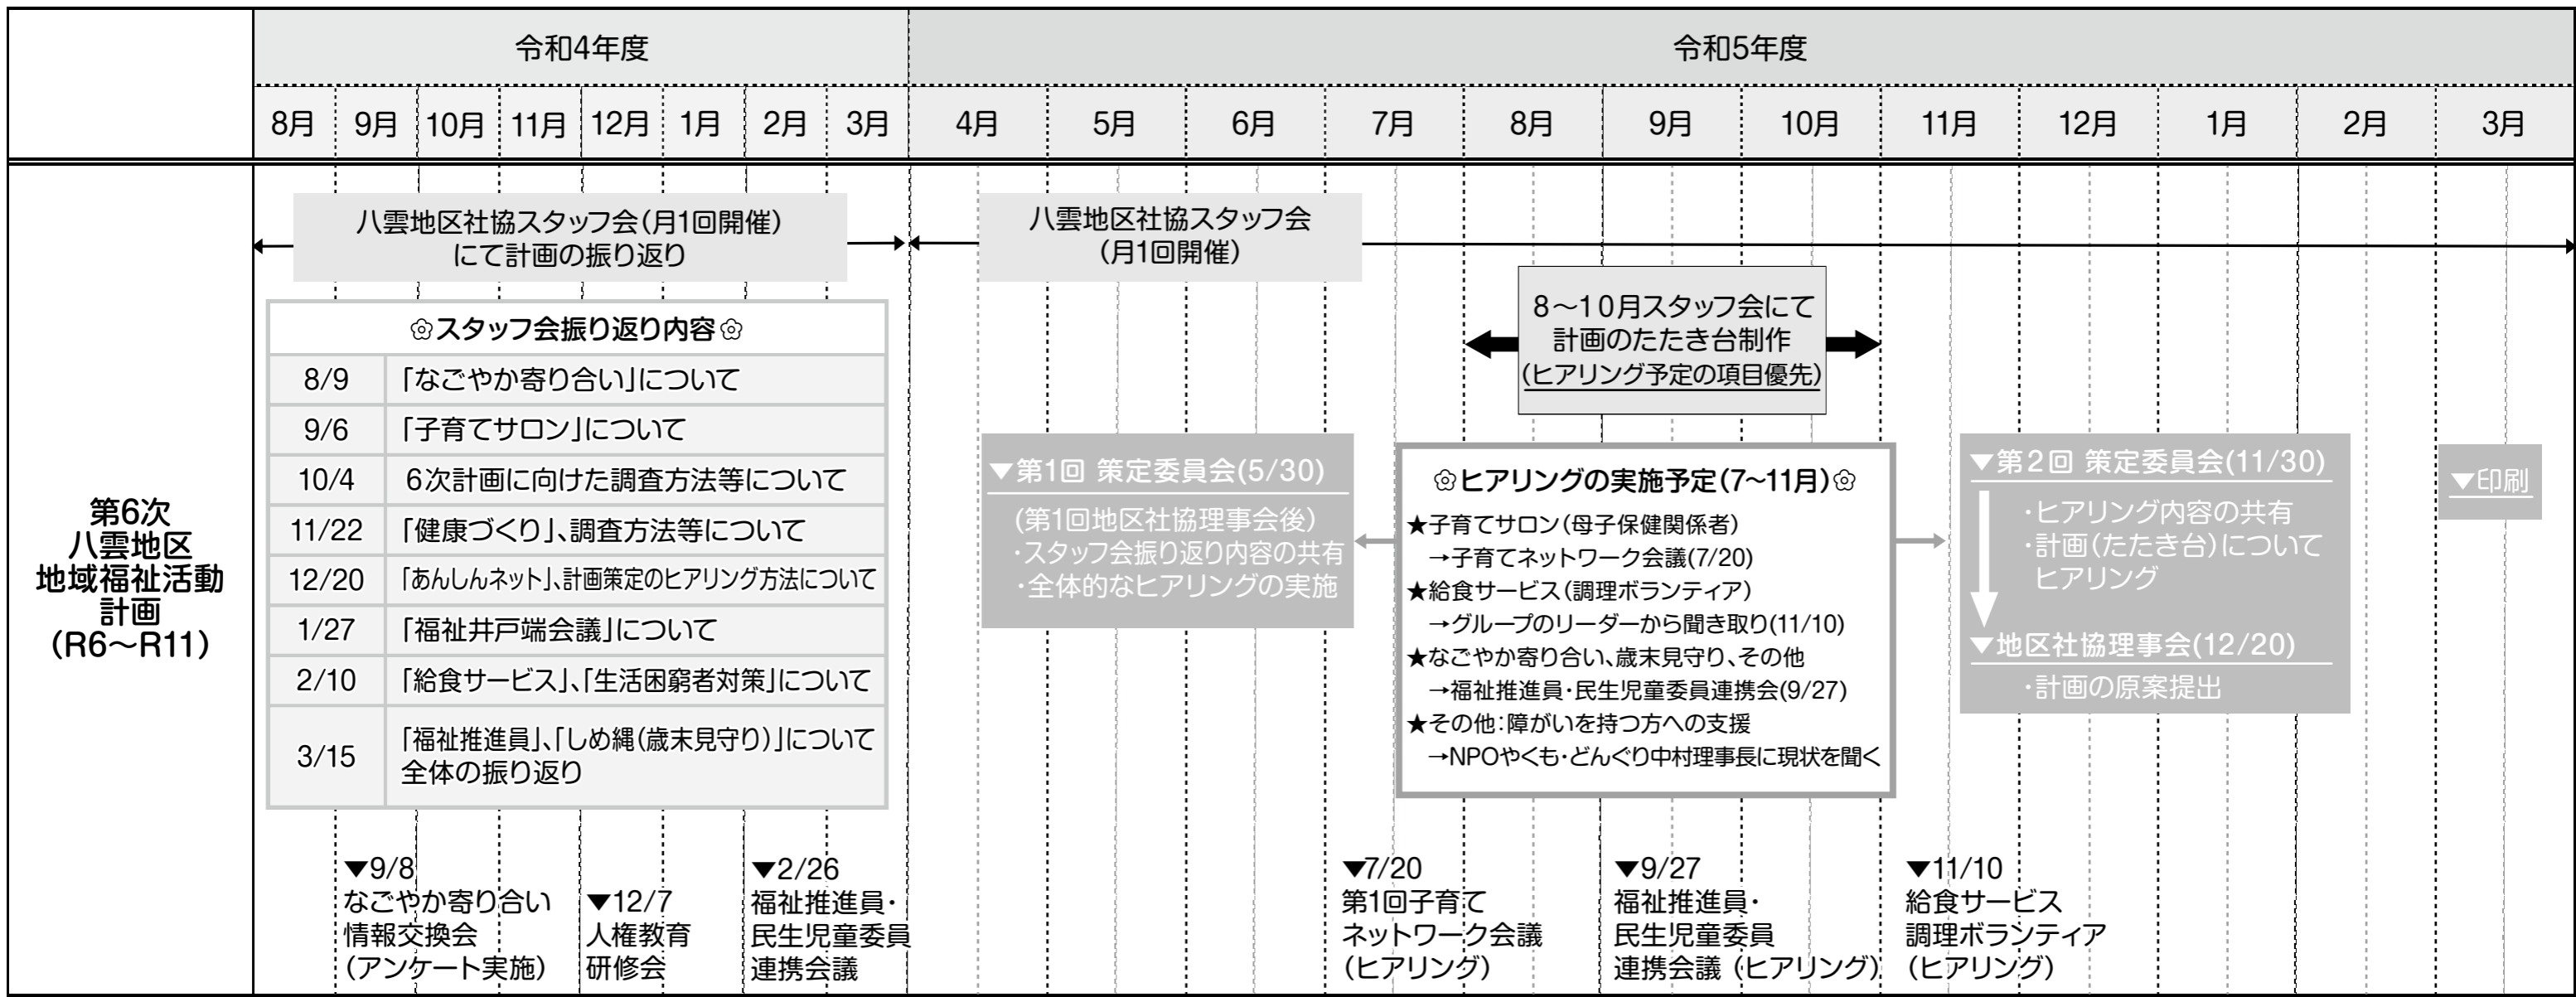 令和4年度
令和5年度
8月 9月 10月 11月 12月 1月 2月 3月 4月 5月 6月 7月 8月 9月 10月 11月 12月 1月 2月 3月
第6次
八雲地区
地域福祉活動
計画
(R6～R11)
八雲地区社協スタッフ会(月1回開催)
にて計画の振り返り
スタッフ会振り返り内容
8/9 「なごやか寄り合い」について
9/6 「子育てサロン」について
10/4 6次計画に向けた調査方法等について
11/22 「健康づくり」、調査方法等について
12/20 「あんしんネット」、計画策定のヒアリング方法について
1/27 「福祉井戸端会議」について
2/10 「給食サービス」、「生活困窮者対策」について
3/15 「福祉推進員」、「しめ縄(歳末見守り)」について
全体の振り返り
▼9/8
なごやか寄り合い
情報交換会
(アンケート実施)
▼12/7
人権教育
研修会
▼2/26
福祉推進員・
民生児童委員
連携会議
八雲地区社協スタッフ会
(月1回開催)
8～10月スタッフ会にて
計画のたたき台制作
(ヒアリング予定の項目優先)
▼第1回 策定委員会(5/30)
(第1回地区社協理事会後)
・スタッフ会振り返り内容の共有
・全体的なヒアリングの実施
ヒアリングの実施予定(7～11月)
★子育てサロン(母子保健関係者)
→子育てネットワーク会議(7/20)
★給食サービス(調理ボランティア)
→グループのリーダーから聞き取り(11/10)
★なごやか寄り合い、歳末見守り、その他
→福祉推進員・民生児童委員連携会(9/27)
★その他:障がいを持つ方への支援
→NPOやくも・どんぐり中村理事長に現状を聞く
▼第2回 策定委員会(11/30)
・ヒアリング内容の共有
・計画(たたき台)について
ヒアリング
▼地区社協理事会(12/20)
・計画の原案提出
▼印刷
▼7/20
第1回子育て
ネットワーク会議
(ヒアリング)
▼9/27
福祉推進員・
民生児童委員
連携会議(ヒアリング)
▼11/10
給食サービス
調理ボランティア
(ヒアリング)